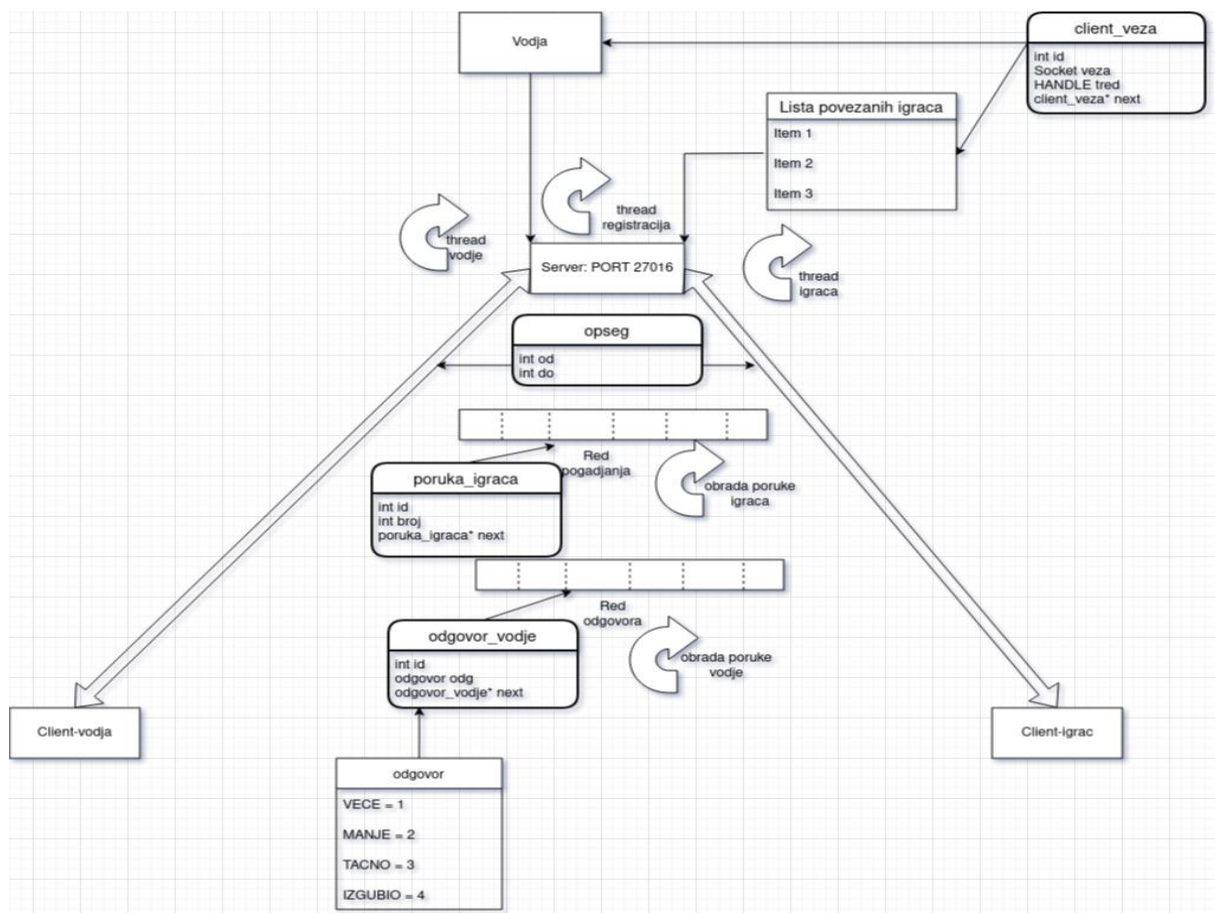 Vodja
client_veza
int id
Socket veza
HANDLE tred
client_veza* next
Lista povezanih igraca
Item 1
Item 2
Item 3
thread
registracija
thread
vodje
Server: PORT 27016
thread
igraca
opseg
int od
int do
Red
pogadjanja
poruka_igraca
int id
int broj
poruka_igraca* next
obrada poruke
igraca
Red
odgovora
odgovor_vodje
int id
odgovor odg
odgovor_vodje* next
obrada poruke
vodje
Client-vodja
Client-igrac
odgovor
VECE = 1
MANJE = 2
TACNO = 3
IZGUBIO = 4